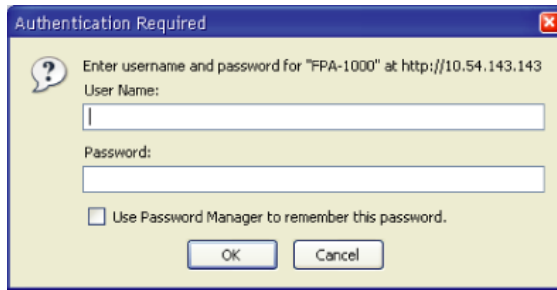 Authentication Required
Enter username and password for "FPA-1000" at http://10.54.143.143
User Name:
Password:
Use Password Manager to remember this password.
OK
Cancel